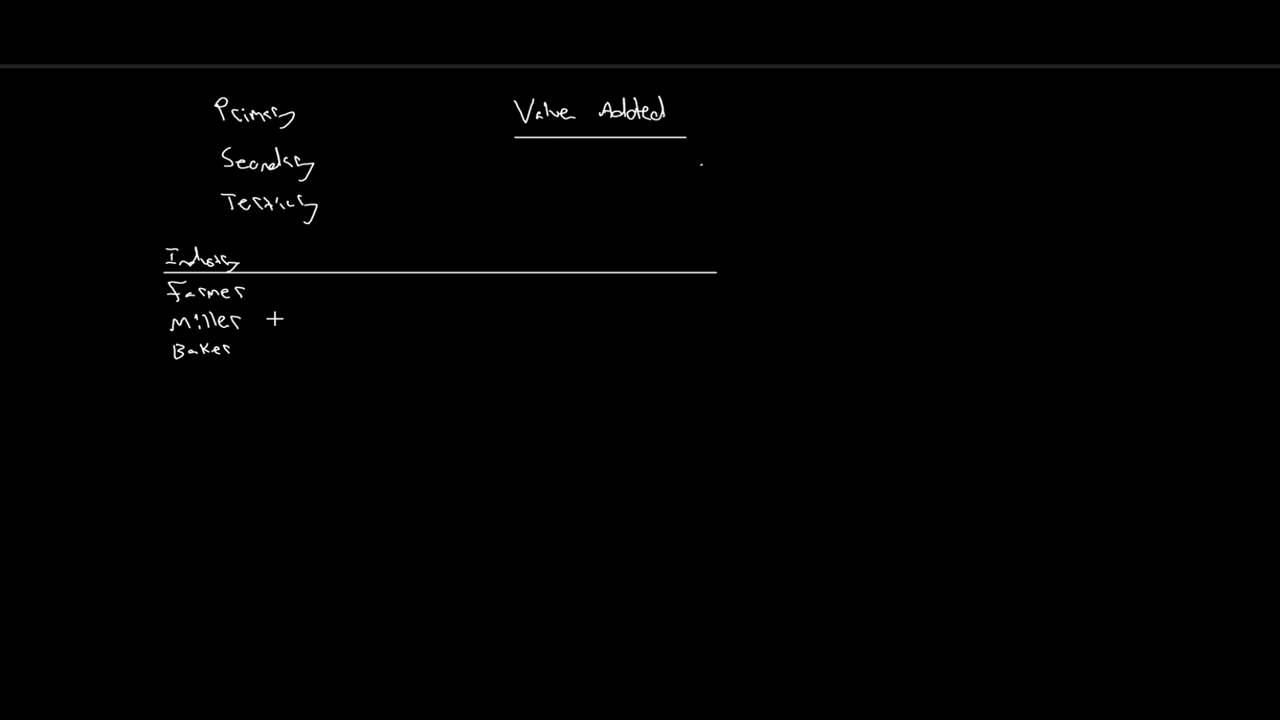 Primary
Value Added
Secondary
Tertiary
Industry
Farmer
Miller +
Baker